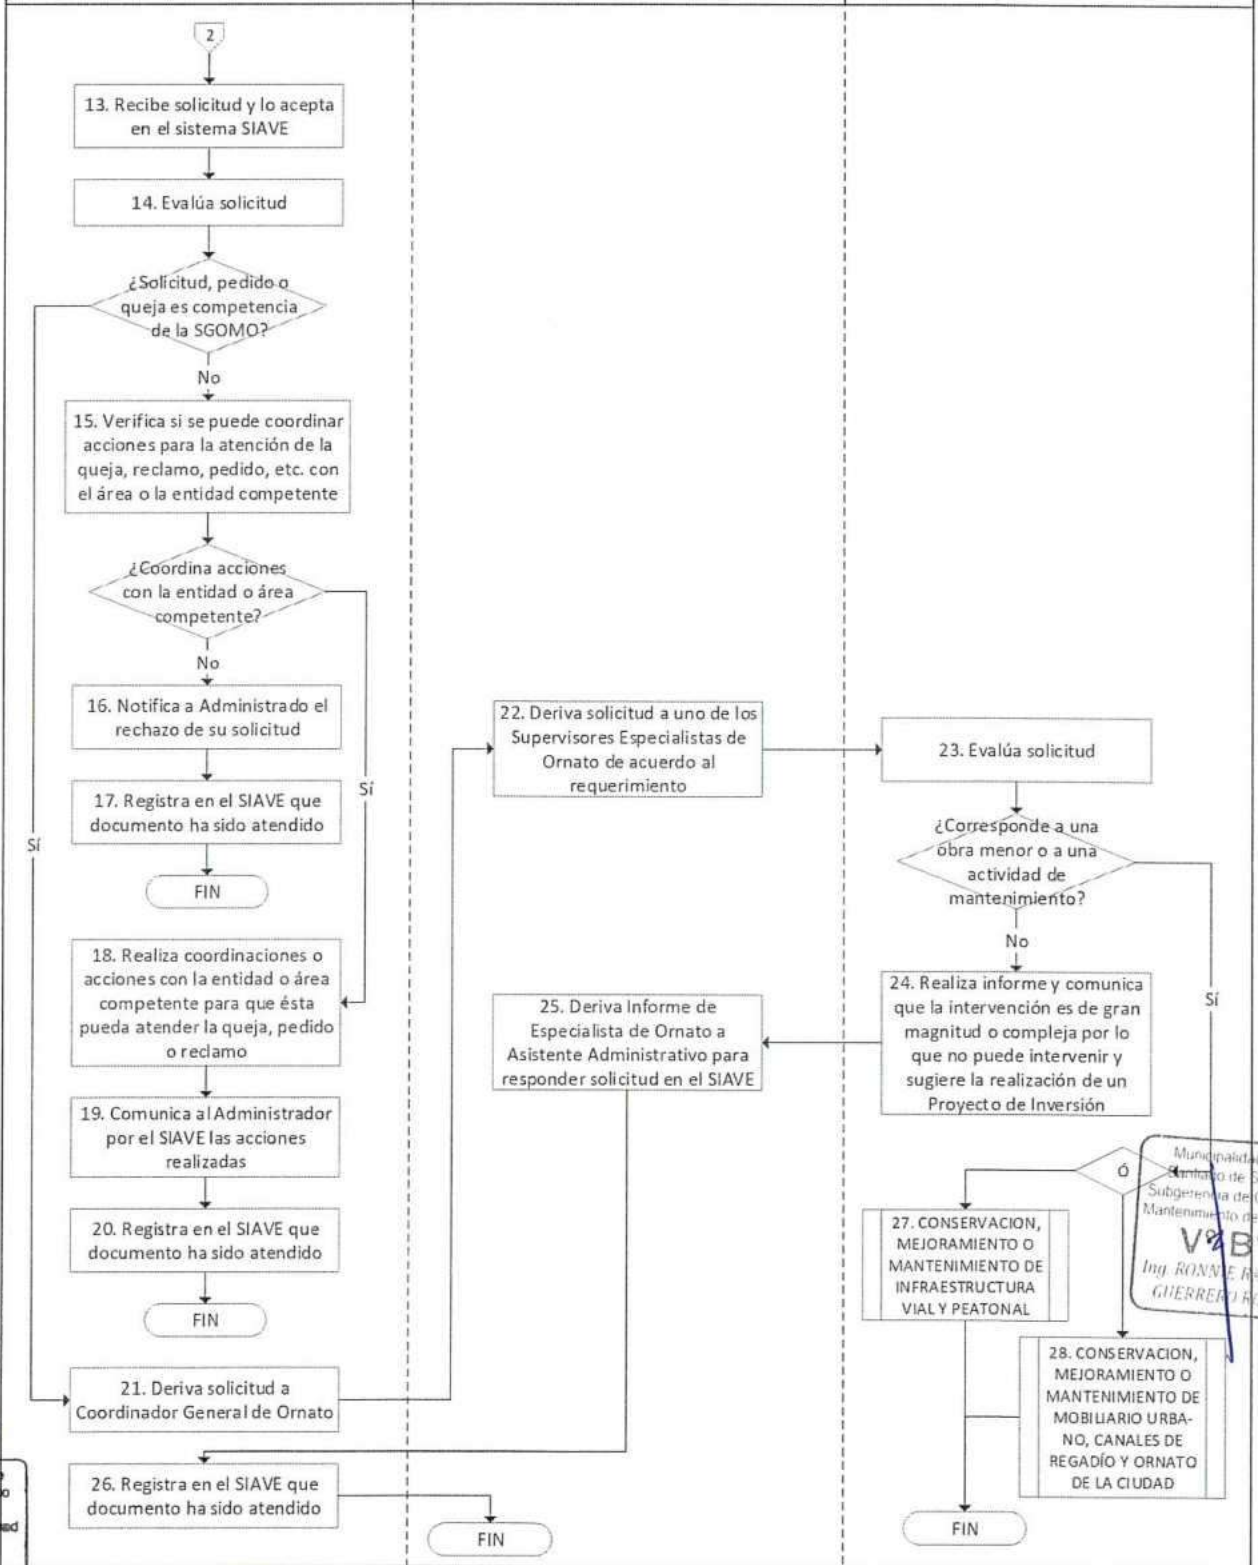 2
13. Recibe solicitud y lo acepta
en el sistema SIAVE
14. Evalúa solicitud
¿Solicitud, pedido o
queja es competencia
de la SGOMO?
No
Sí
15. Verifica si se puede coordinar
acciones para la atención de la
queja, reclamo, pedido, etc. con
el área o la entidad competente
¿Coordina acciones
con la entidad o área
competente?
No
Sí
16. Notifica a Administrado el
rechazo de su solicitud
17. Registra en el SIAVE que
documento ha sido atendido
FIN
18. Realiza coordinaciones o
acciones con la entidad o área
competente para que ésta
pueda atender la queja, pedido
o reclamo
19. Comunica al Administrador
por el SIAVE las acciones
realizadas
20. Registra en el SIAVE que
documento ha sido atendido
FIN
21. Deriva solicitud a
Coordinador General de Ornato
22. Deriva solicitud a uno de los
Supervisores Especialistas de
Ornato de acuerdo al
requerimiento
23. Evalúa solicitud
¿Corresponde a una
obra menor o a una
actividad de
mantenimiento?
No
Sí
24. Realiza informe y comunica
que la intervención es de gran
magnitud o compleja por lo
que no puede intervenir y
sugiere la realización de un
Proyecto de Inversión
25. Deriva Informe de
Especialista de Ornato a
Asistente Administrativo para
responder solicitud en el SIAVE
26. Registra en el SIAVE que
documento ha sido atendido
FIN
Ó
27. CONSERVACION,
MEJORAMIENTO O
MANTENIMIENTO DE
INFRAESTRUCTURA
VIAL Y PEATONAL
28. CONSERVACION,
MEJORAMIENTO O
MANTENIMIENTO DE
MOBILIARIO URBA-
NO, CANALES DE
REGADÍO Y ORNATO
DE LA CIUDAD
FIN
Santiago de S
Subgerencia de
Mantenimiento de
V° B
Ing. RONNIE
GUERRERO